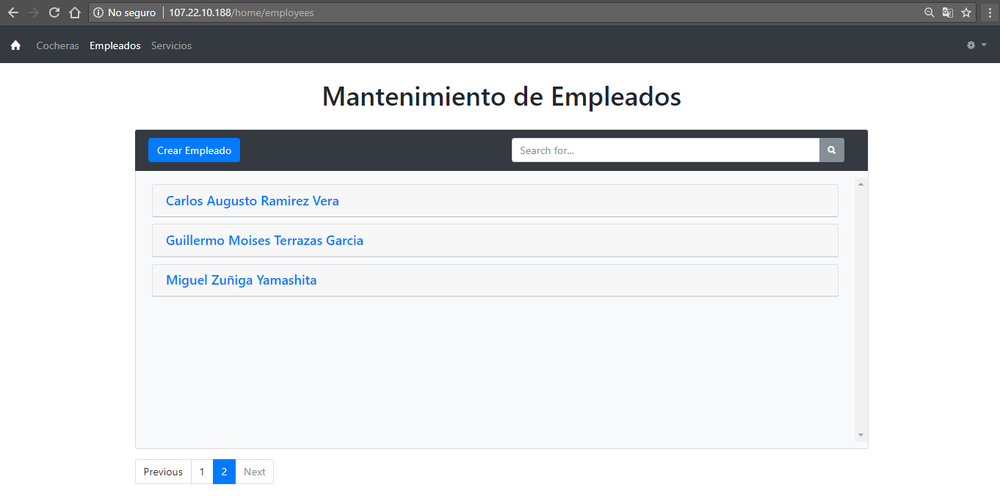 No seguro 107.22.10.188/home/employees
Cocheras Empleados Servicios
Mantenimiento de Empleados
Crear Empleado Search for...
Carlos Augusto Ramirez Vera
Guillermo Moises Terrazas Garcia
Miguel Zuñiga Yamashita
Previous 1 2 Next